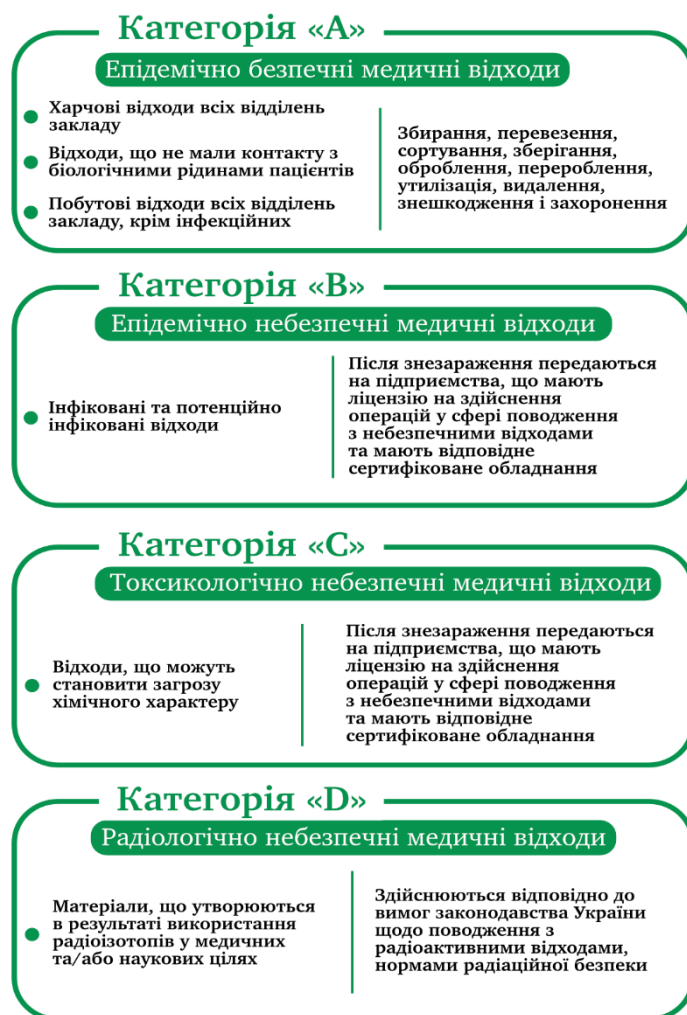 Категорія «А»
Епідемічно безпечні медичні відходи
Харчові відходи всіх відділень
закладу
Відходи, що не мали контакту з
біологічними рідинами пацієнтів
Побутові відходи всіх відділень
закладу, крім інфекційних
Збирання, перевезення,
сортування, зберігання,
оброблення, перероблення,
утилізація, видалення,
знешкодження і захоронення
Категорія «В»
Епідемічно небезпечні медичні відходи
Інфіковані та потенційно
інфіковані відходи
Після знезараження передаються
на підприємства, що мають
ліцензію на здійснення
операцій у сфері поводження
з небезпечними відходами
та мають відповідне
сертифіковане обладнання
Категорія «С»
Токсикологічно небезпечні медичні відходи
Відходи, що можуть
становити загрозу
хімічного характеру
Після знезараження передаються
на підприємства, що мають
ліцензію на здійснення
операцій у сфері поводження
з небезпечними відходами
та мають відповідне
сертифіковане обладнання
Категорія «D»
Радіологічно небезпечні медичні відходи
Матеріали, що утворюються
в результаті використання
радіоізотопів у медичних
та/або наукових цілях
Здійснюються відповідно до
вимог законодавства України
щодо поводження з
радіоактивними відходами,
нормами радіаційної безпеки